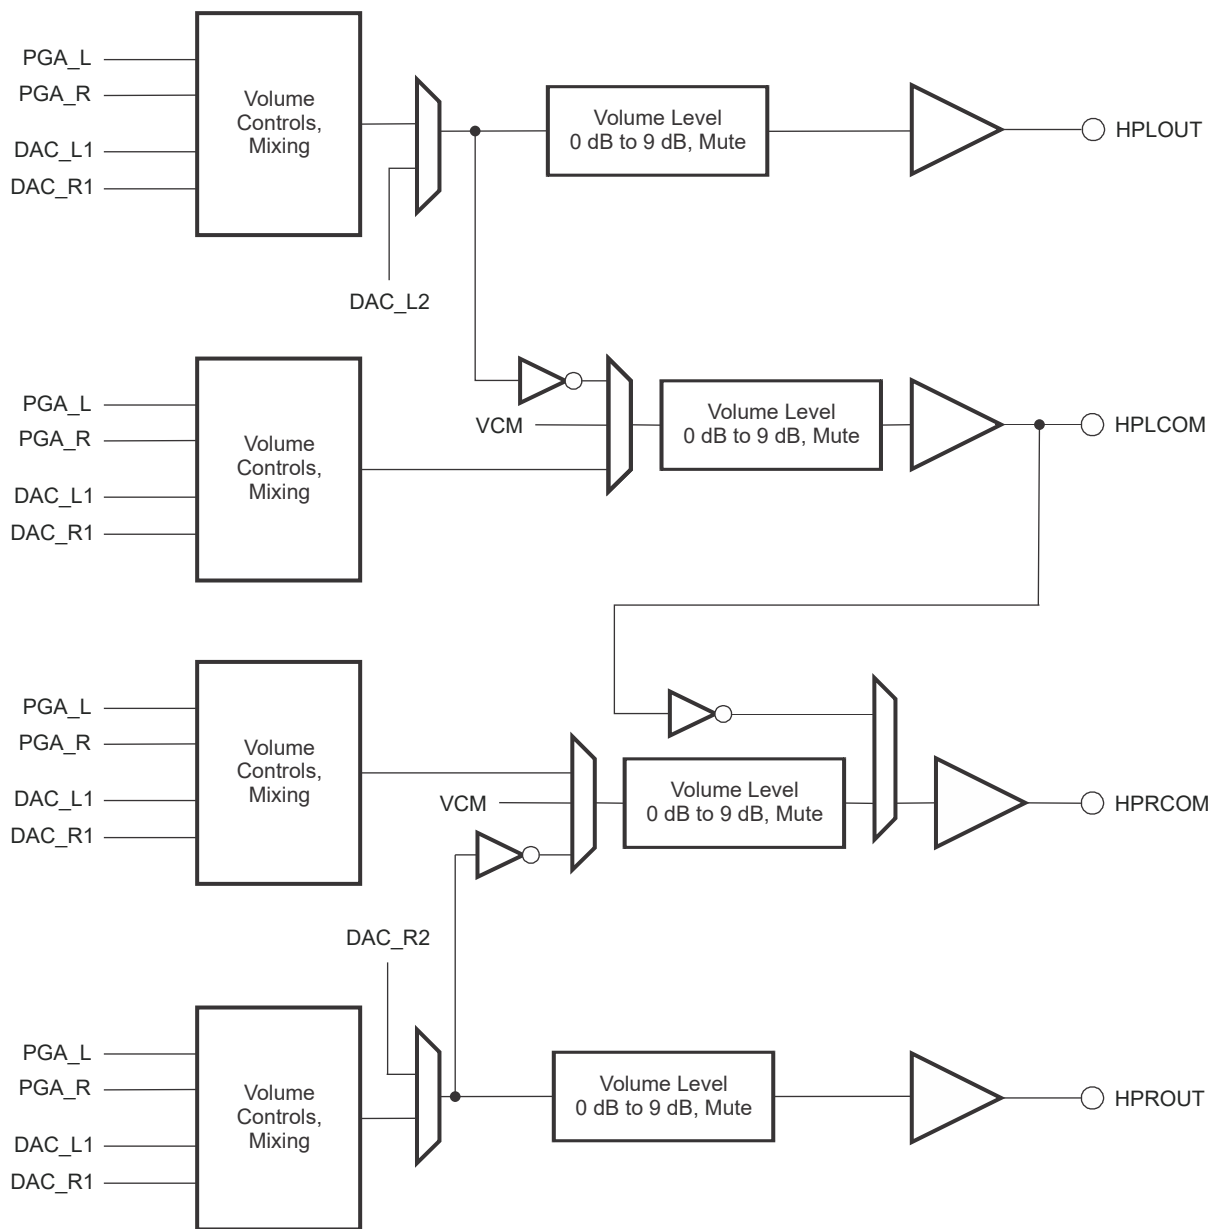 PGA_L
PGA_R
DAC_L1
DAC_R1
Volume
Controls,
Mixing
DAC_L2
Volume Level
0 dB to 9 dB, Mute
HPLOUT
PGA_L
PGA_R
DAC_L1
DAC_R1
Volume
Controls,
Mixing
VCM
Volume Level
0 dB to 9 dB, Mute
HPLCOM
PGA_L
PGA_R
DAC_L1
DAC_R1
Volume
Controls,
Mixing
VCM
Volume Level
0 dB to 9 dB, Mute
HPRCOM
DAC_R2
PGA_L
PGA_R
DAC_L1
DAC_R1
Volume
Controls,
Mixing
Volume Level
0 dB to 9 dB, Mute
HPROUT